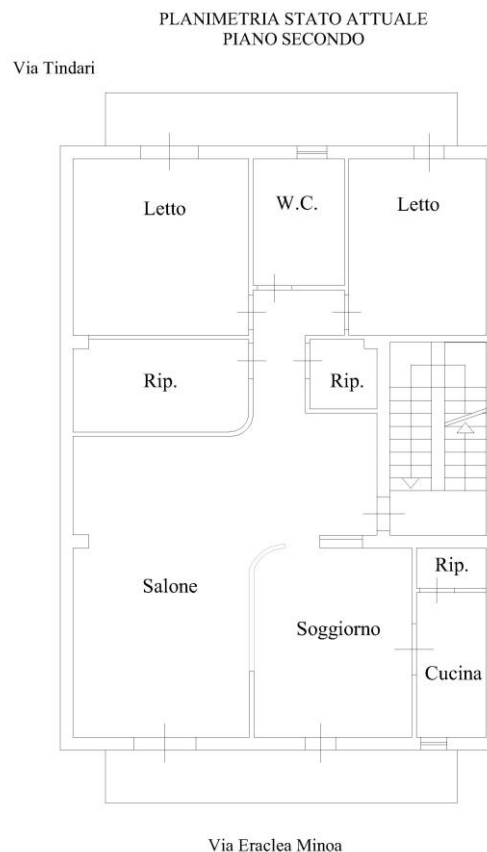 PLANIMETRIA STATO ATTUALE
PIANO SECONDO
Via Tindari
Letto
W.C.
Letto
Rip.
Rip.
Rip.
Salone
Soggiorno
Cucina
Via Eraclea Minoa